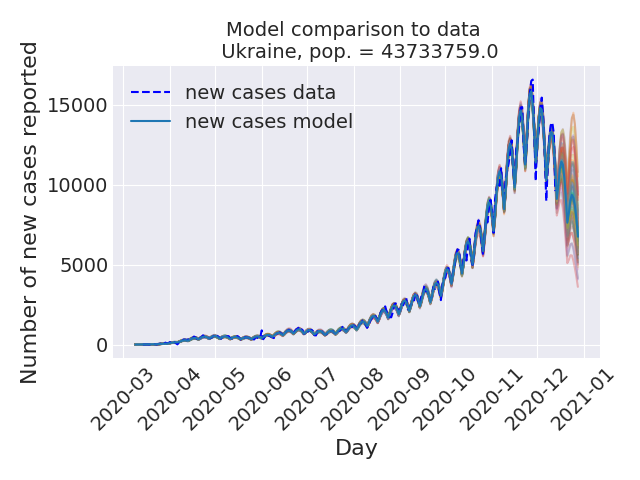 Model comparison to data
Ukraine, pop. = 43733759.0
Number of new cases reported
15000
10000
5000
0
new cases data
new cases model
2020-03
2020-04
2020-05
2020-06
2020-07
2020-08
2020-09
2020-10
2020-11
2020-12
2021-01
Day